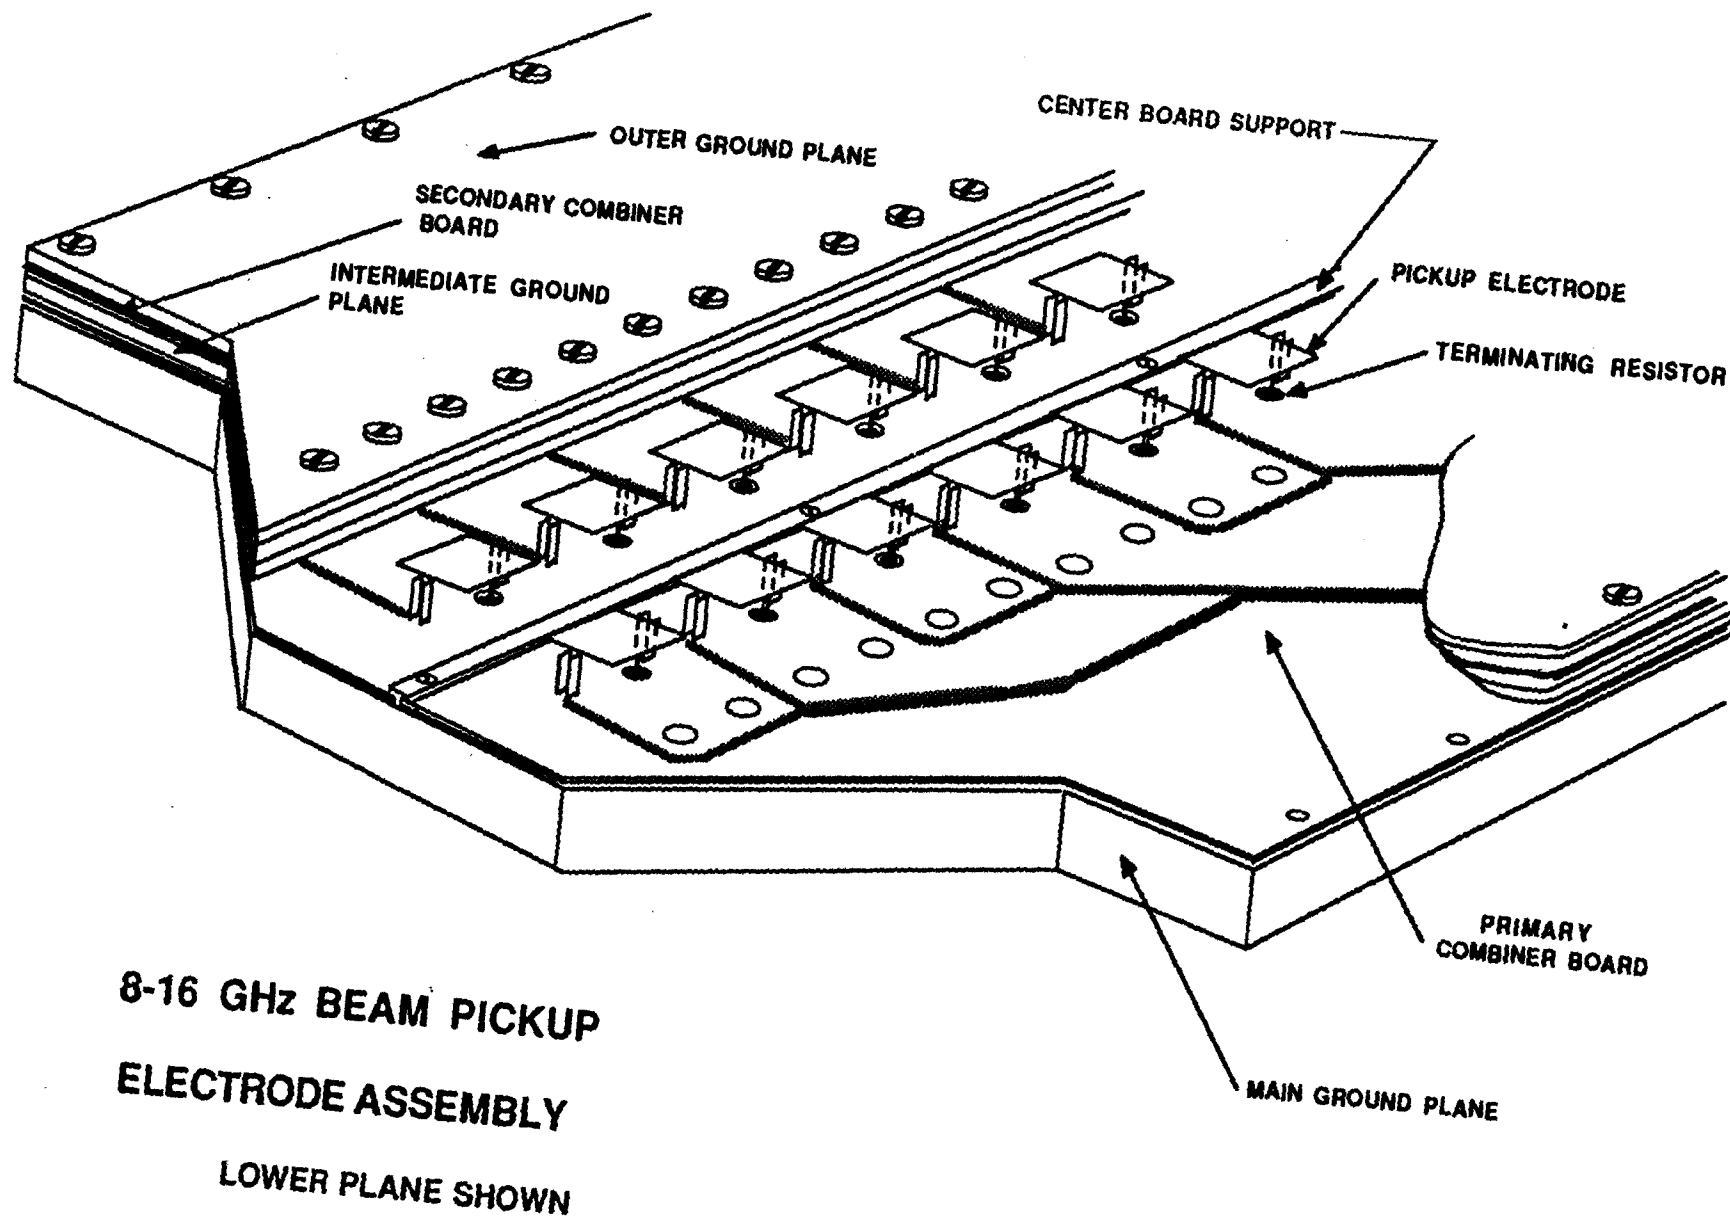 CENTER BOARD SUPPORT
OUTER GROUND PLANE
SECONDARY COMBINER
BOARD
INTERMEDIATE GROUND
PLANE
PICKUP ELECTRODE
TERMINATING RESISTOR
PRIMARY
COMBINER BOARD
MAIN GROUND PLANE
8-16 GHz BEAM PICKUP
ELECTRODE ASSEMBLY
LOWER PLANE SHOWN